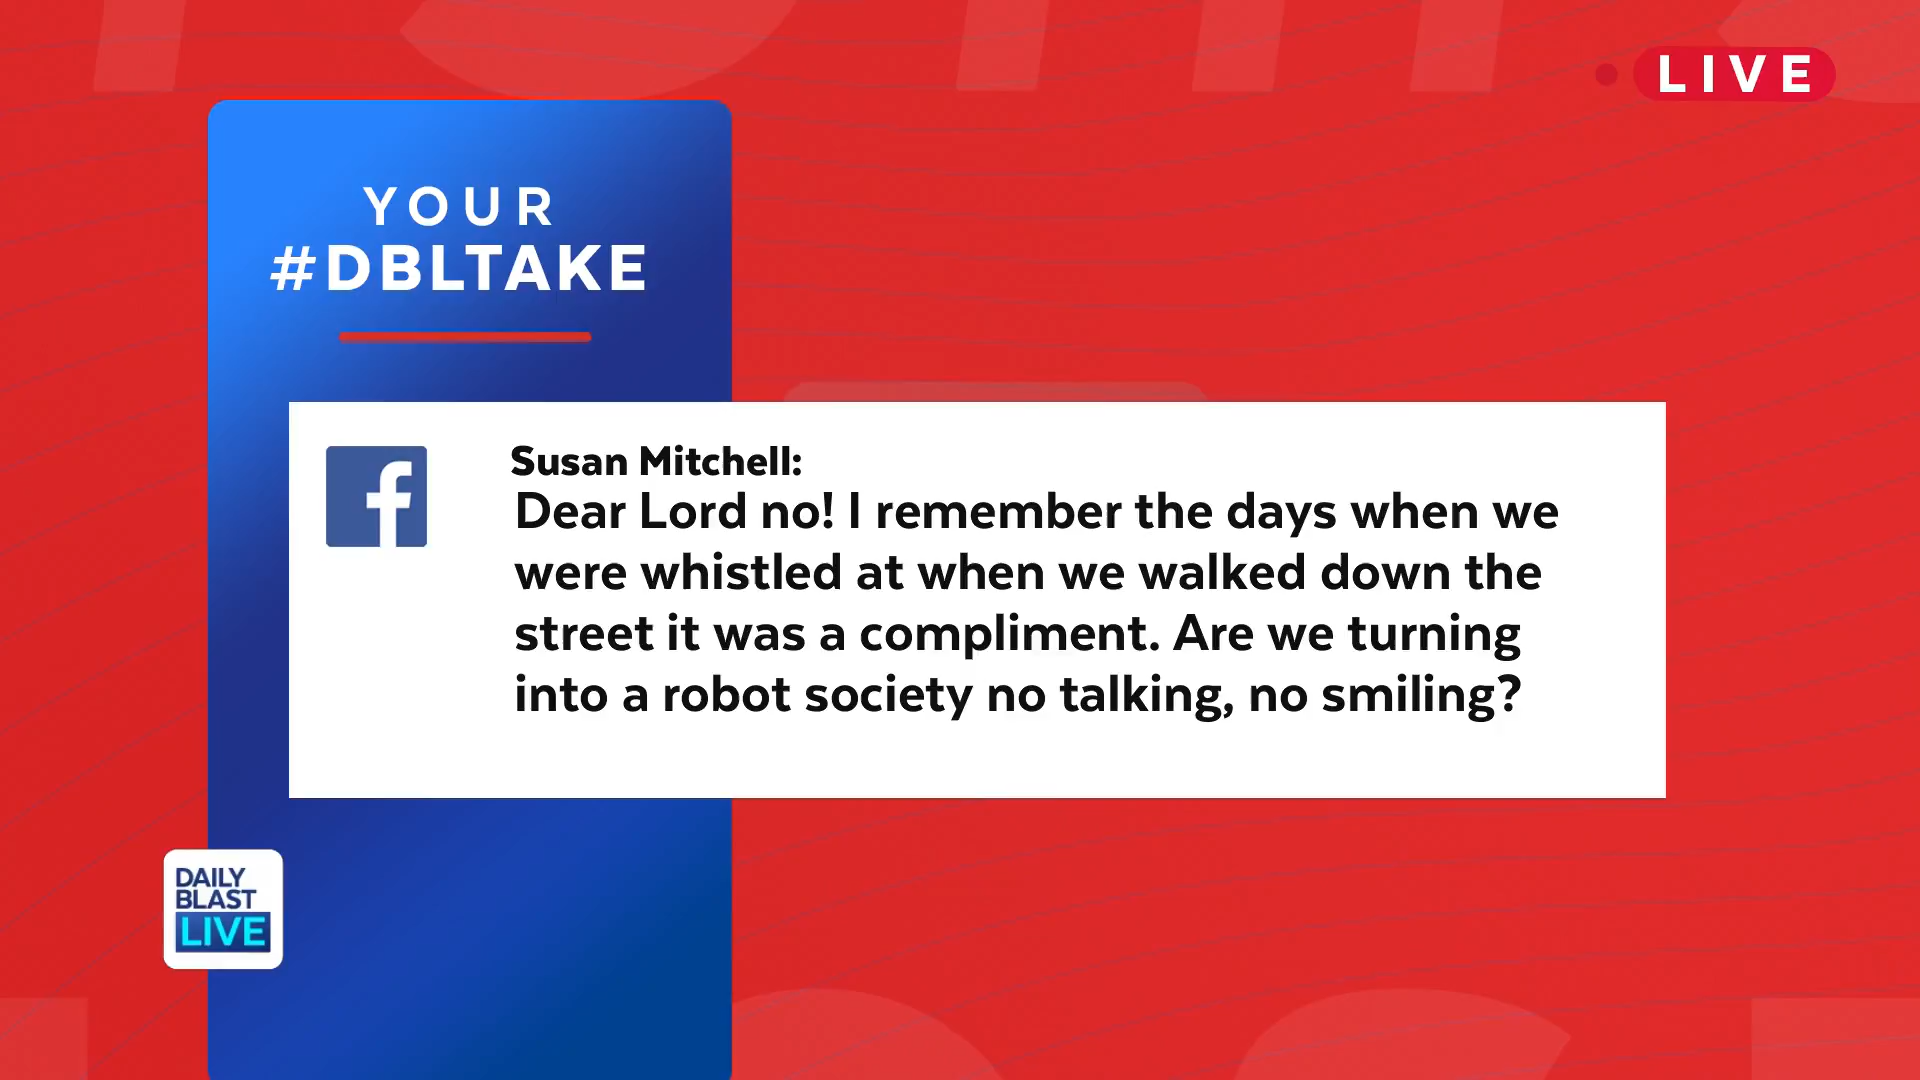 LIVE
YOUR
#DBLTAKE
Susan Mitchell:
Dear Lord no! I remember the days when we
were whistled at when we walked down the
street it was a compliment. Are we turning
into a robot society no talking, no smiling?
DAILY
BLAST
LIVE